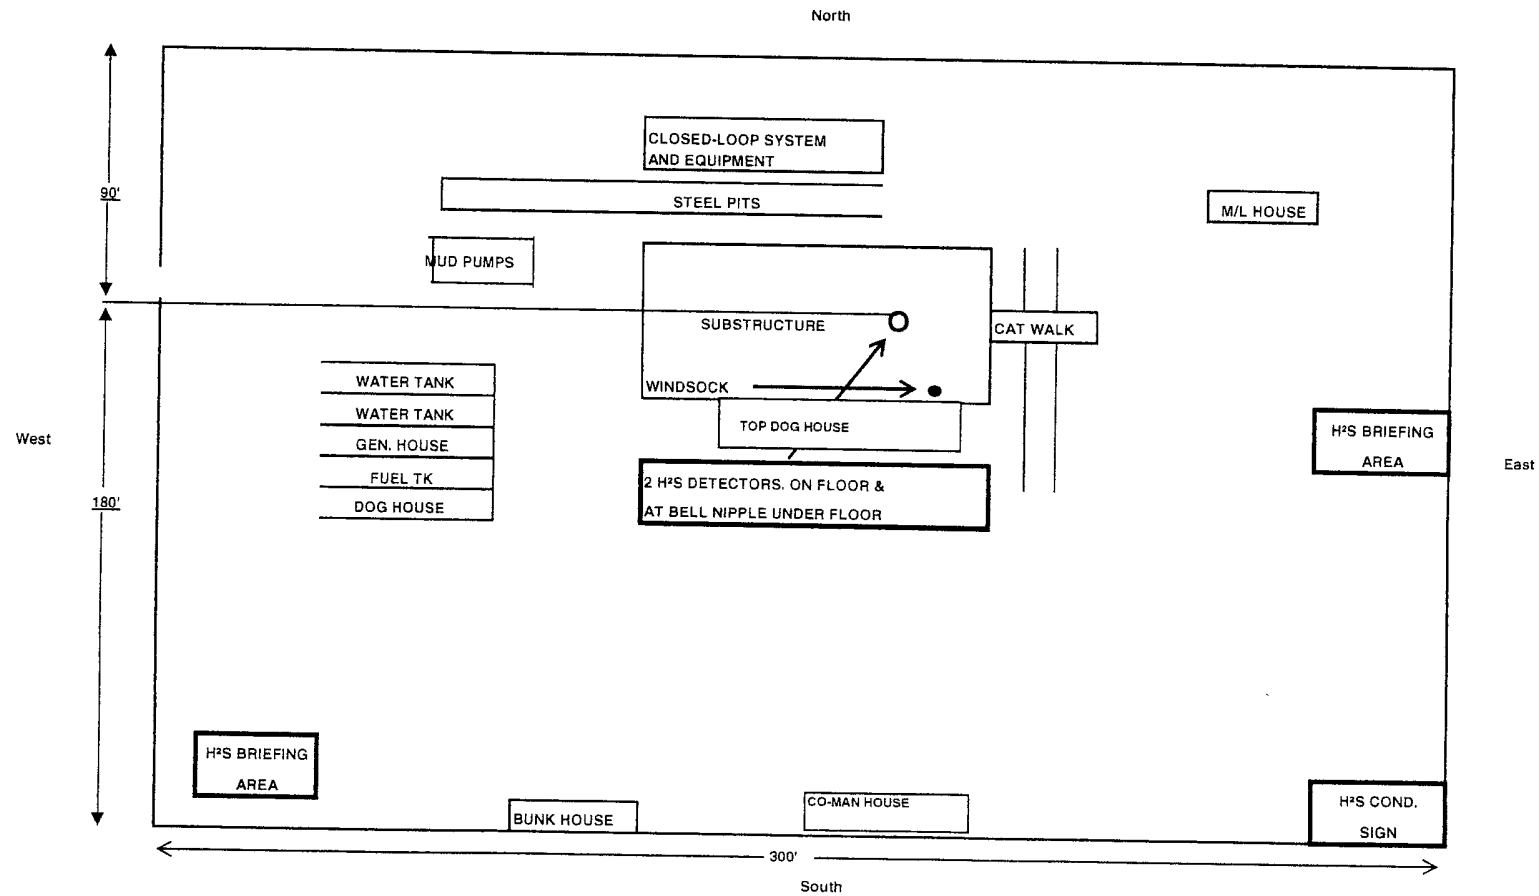 North
CLOSED-LOOP SYSTEM
AND EQUIPMENT
90'
STEEL PITS
M/L HOUSE
MUD PUMPS
SUBSTRUCTURE
CAT WALK
WATER TANK
WINDSOCK
WATER TANK
TOP DOG HOUSE
H²S BRIEFING
AREA
West
GEN. HOUSE
East
FUEL TK
2 H²S DETECTORS. ON FLOOR &
AT BELL NIPPLE UNDER FLOOR
180'
DOG HOUSE
H²S BRIEFING
AREA
BUNK HOUSE
CO-MAN HOUSE
H²S COND.
SIGN
300'
South